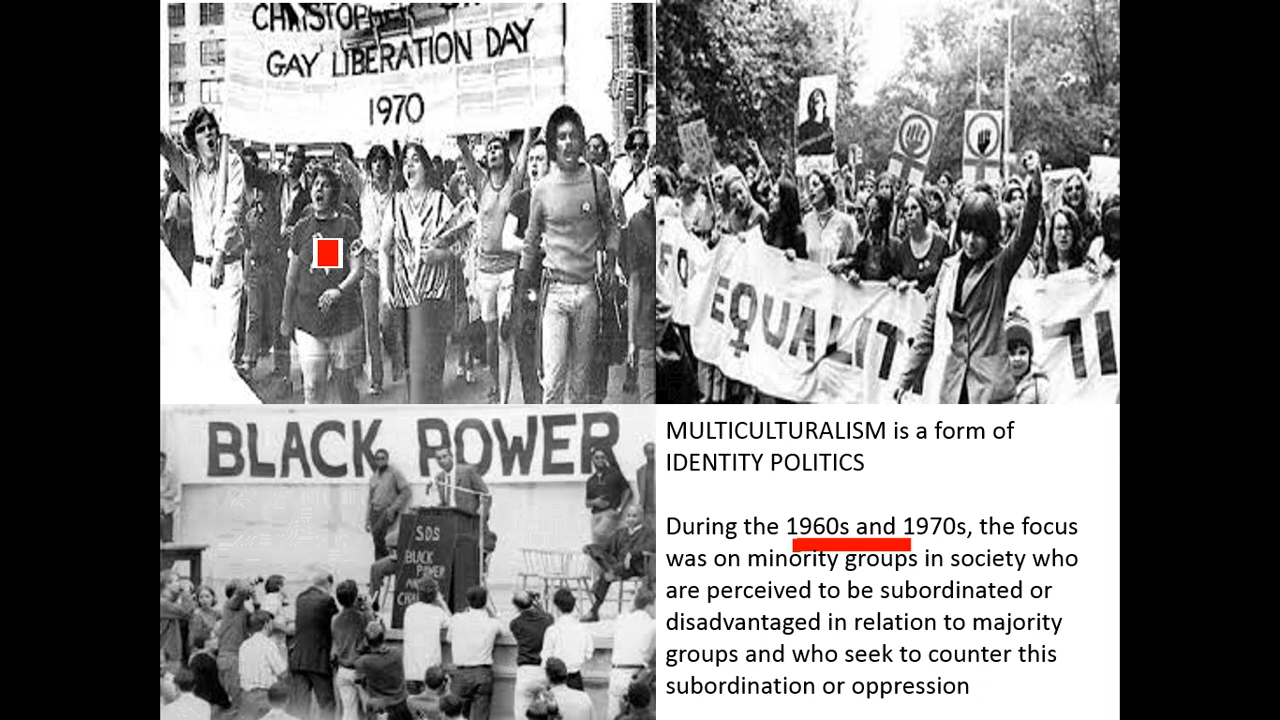 GAY LIBERATION DAY
1970
EQUALIT
TI
BLACK POWER
SDS
BLACK
POWER
MULTICULTURALISM is a form of
IDENTITY POLITICS
During the 1960s and 1970s, the focus
was on minority groups in society who
are perceived to be subordinated or
disadvantaged in relation to majority
groups and who seek to counter this
subordination or oppression